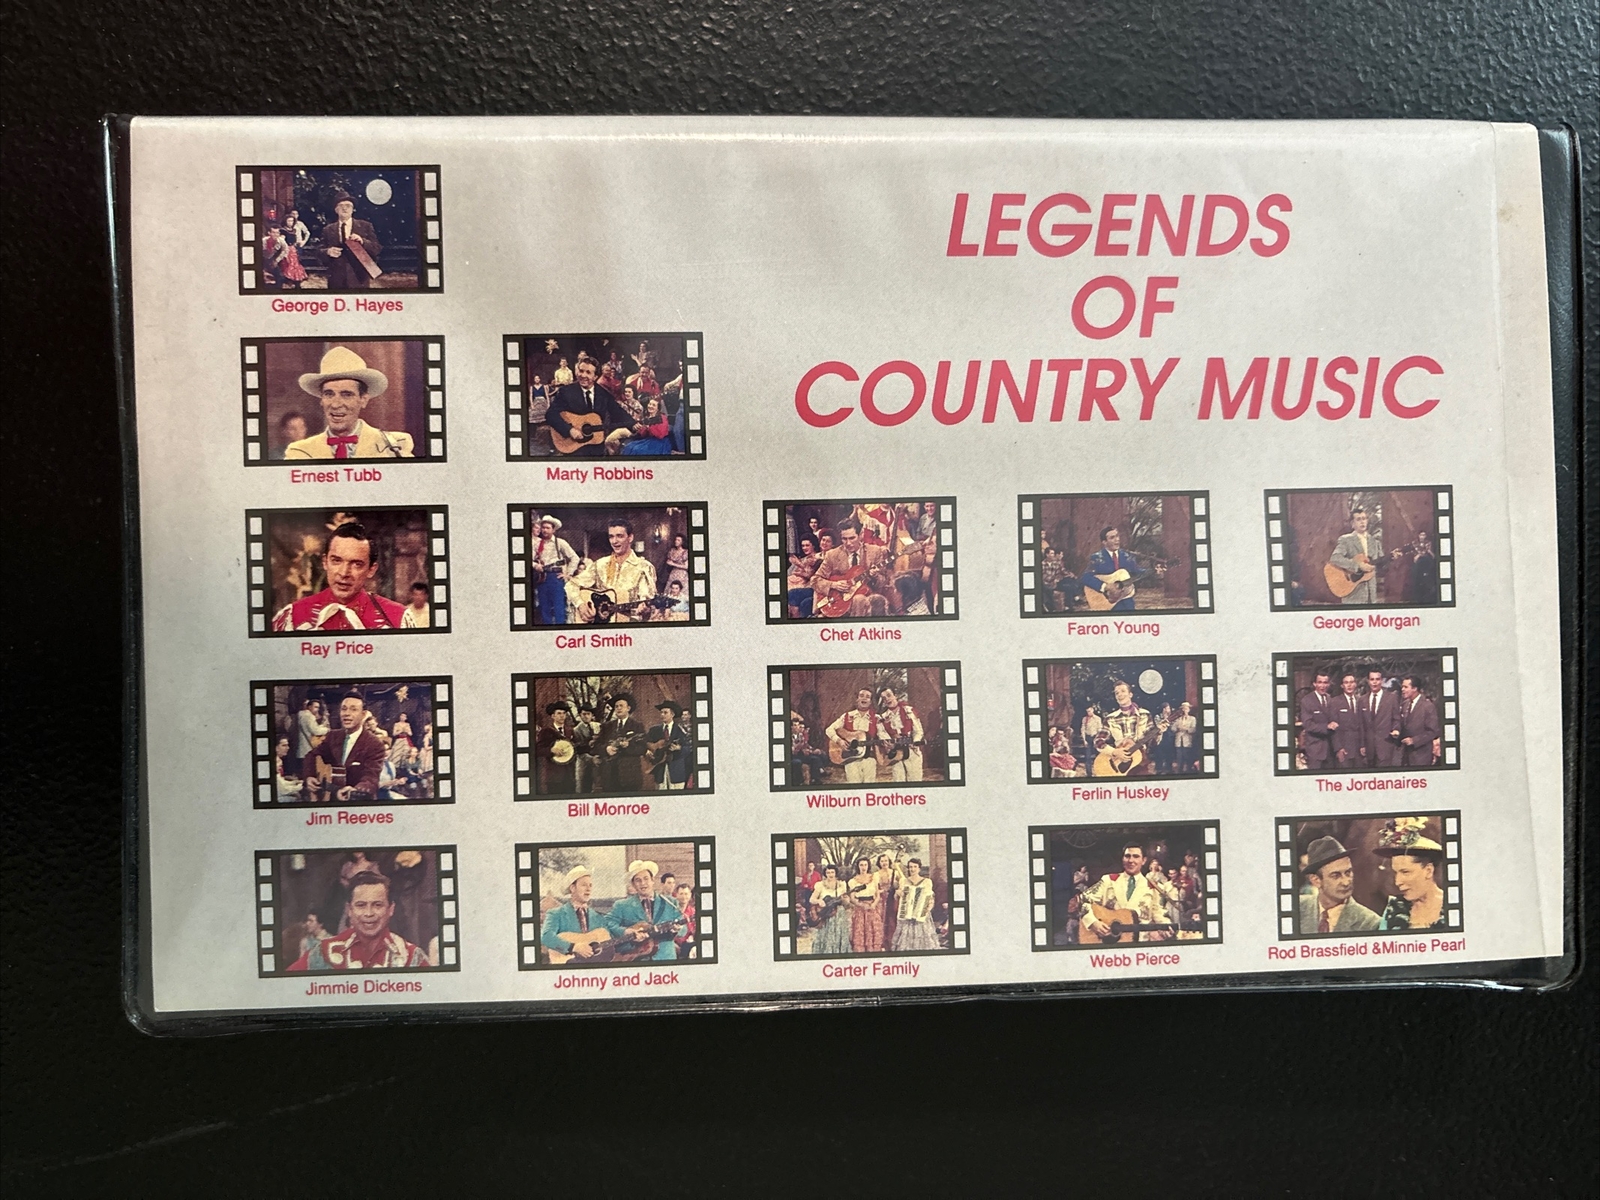 LEGENDS
OF
COUNTRY MUSIC
George D. Hayes
Ernest Tubb
Marty Robbins
Ray Price
Carl Smith
Chet Atkins
Faron Young
George Morgan
Jim Reeves
Bill Monroe
Wilburn Brothers
Ferlin Huskey
The Jordanaires
Jimmie Dickens
Johnny and Jack
Carter Family
Webb Pierce
Rod Brassfield &Minnie Pearl